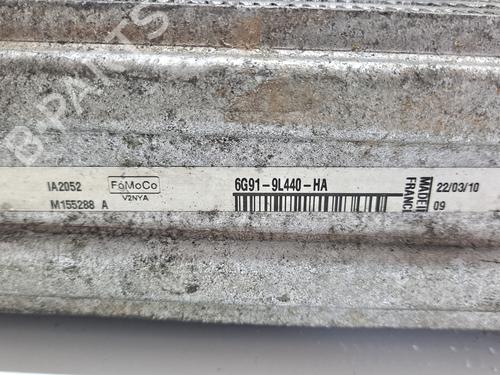 B-PARTS
IA2052
FoMoCo
V2NYA
M155288 A
6G91-9L440-HA
MADE IN
FRANCE
22/03/10
09